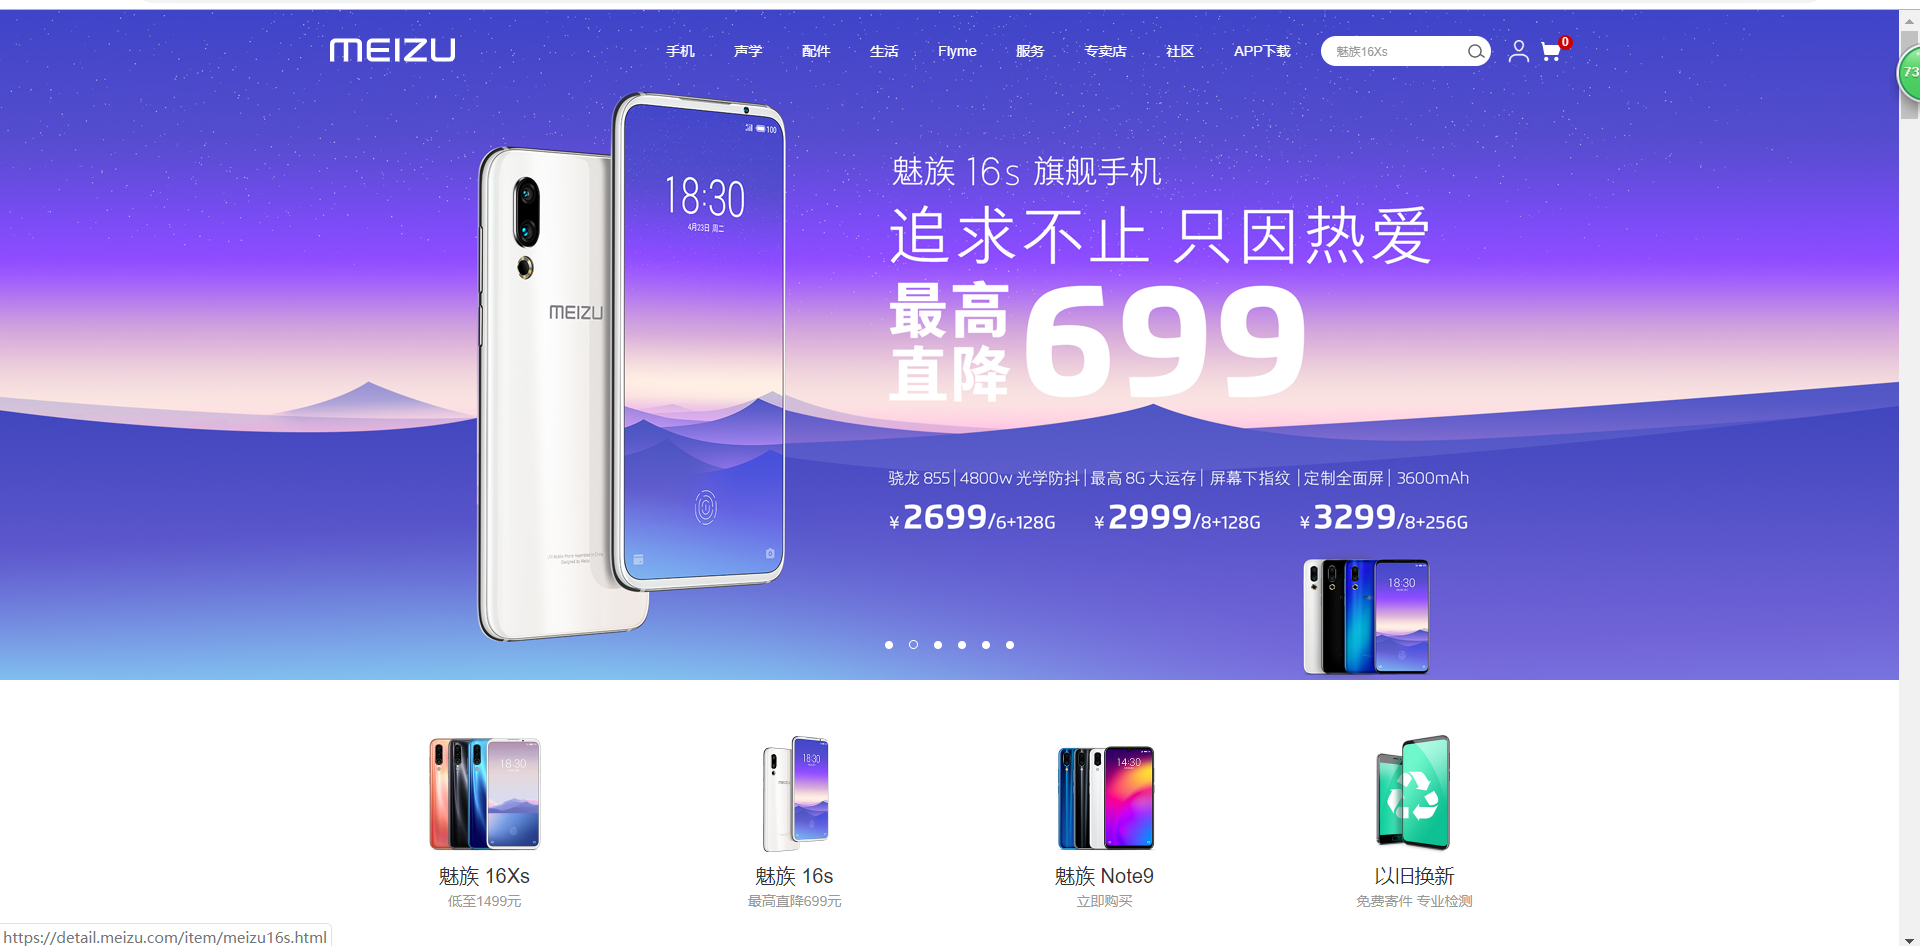 MEIZU
手机 声学 配件 生活 Flyme 服务 专卖店 社区 APP下载 魅族16Xs 0
73
100
18:30
4月23日 周二
MEIZU
魅族 16s 旗舰手机
追求不止 只因热爱
最高
直降
699
骁龙 855|4800w 光学防抖|最高 8G 大运存| 屏幕下指纹 |定制全面屏| 3600mAh
¥2699/6+128G ¥2999/8+128G ¥3299/8+256G
18:30
18:30
18:30
14:30
魅族 16Xs
低至1499元
魅族 16s
最高直降699元
魅族 Note9
立即购买
以旧换新
免费寄件 专业检测
https://detail.meizu.com/item/meizu16s.html